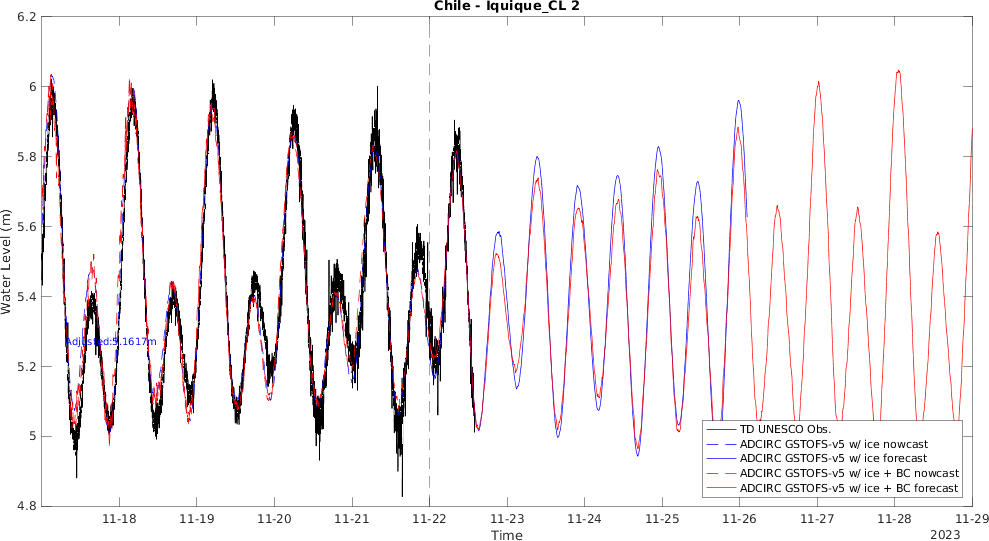 Chile - Iquique_CL 2
6.2
6
5.8
5.6
5.4
5.2
5
4.8
Water Level (m)
Adjusted:5.1617m
TD UNESCO Obs.
ADCIRC GSTOFS-v5 w/ ice nowcast
ADCIRC GSTOFS-v5 w/ ice forecast
ADCIRC GSTOFS-v5 w/ ice + BC nowcast
ADCIRC GSTOFS-v5 w/ ice + BC forecast
11-18 11-19 11-20 11-21 11-22 11-23 11-24 11-25 11-26 11-27 11-28 11-29
Time
2023